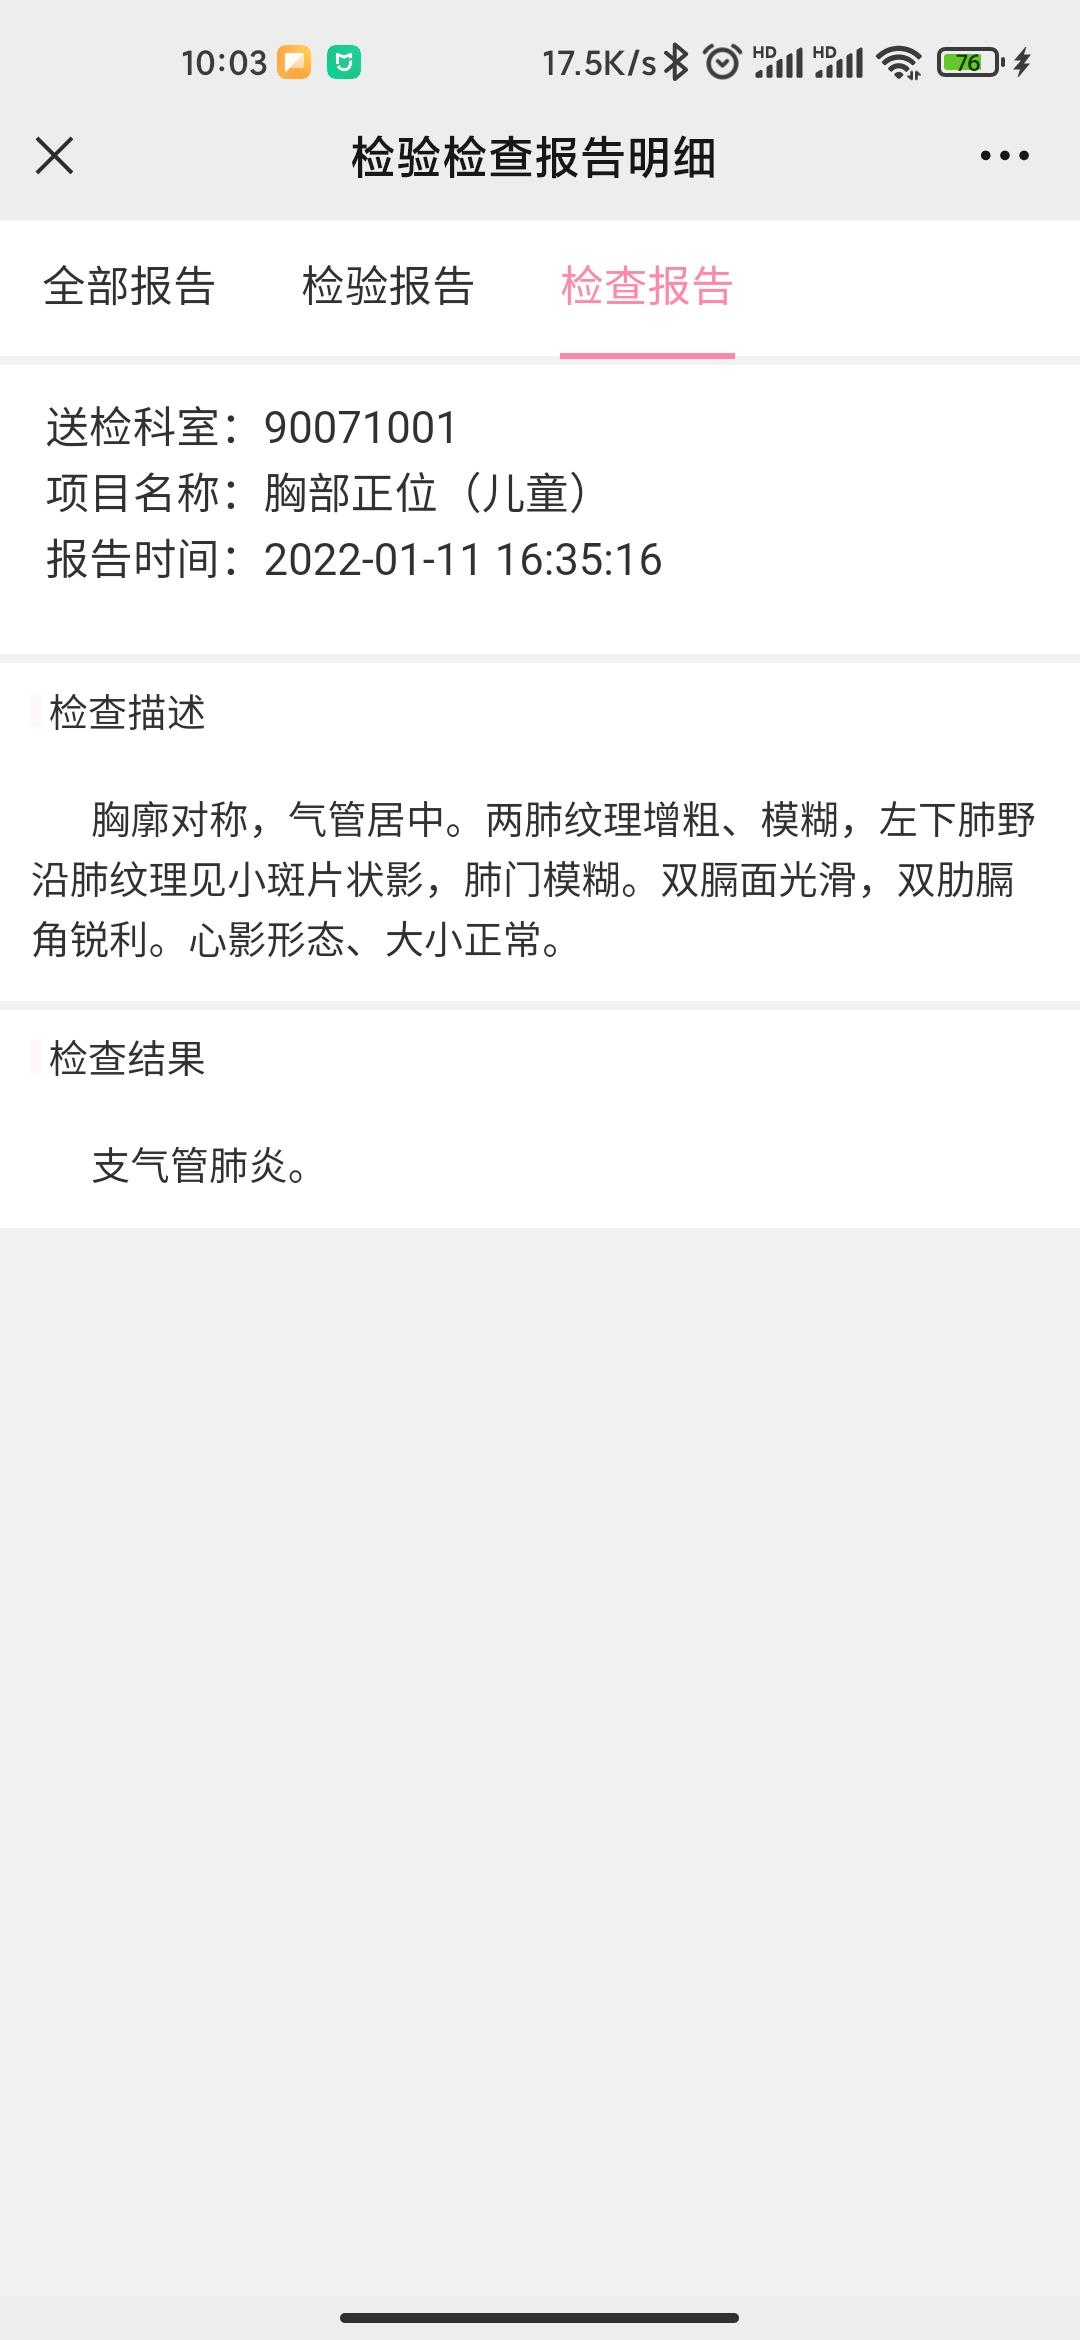 10:03 17.5K/s HD HD 76
检验检查报告明细
全部报告 检验报告 检查报告
送检科室：90071001
项目名称：胸部正位（儿童）
报告时间：2022-01-11 16:35:16
检查描述
胸廓对称，气管居中。两肺纹理增粗、模糊，左下肺野
沿肺纹理见小斑片状影，肺门模糊。双膈面光滑，双肋膈
角锐利。心影形态、大小正常。
检查结果
支气管肺炎。